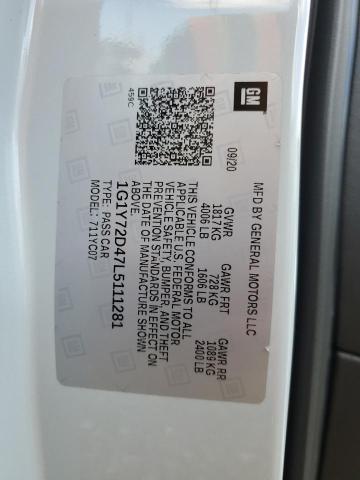 GM
MFD BY GENERAL MOTORS LLC
09/20
GVWR GAWR FRT GAWR RR
1817 KG 728 KG 1089 KG
4006 LB 1606 LB 2400 LB
THIS VEHICLE CONFORMS TO ALL
APPLICABLE U.S. FEDERAL MOTOR
VEHICLE SAFETY, BUMPER, AND THEFT
PREVENTION STANDARDS IN EFFECT ON
THE DATE OF MANUFACTURE SHOWN
459C
1G1Y72D47L5111281
TYPE: PASS CAR
MODEL: 711YC07